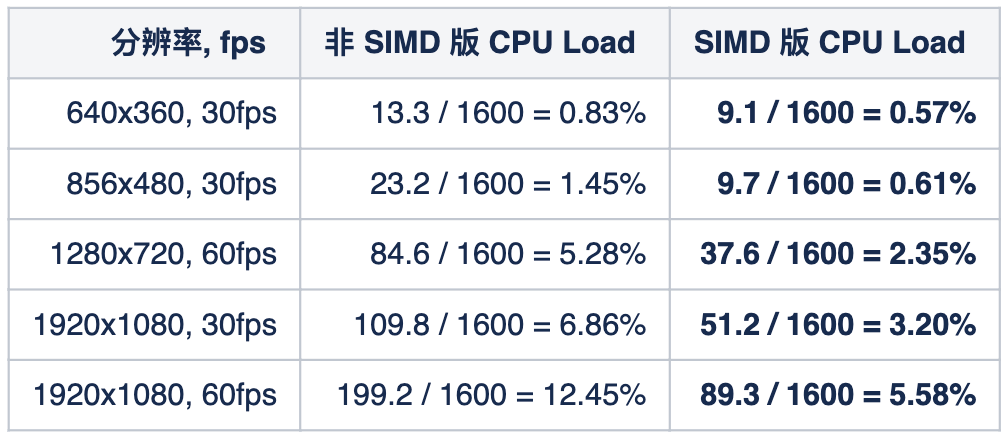 分辨率, fps 非 SIMD 版 CPU Load SIMD 版 CPU Load
640x360, 30fps 13.3 / 1600 = 0.83% 9.1 / 1600 = 0.57%
856x480, 30fps 23.2 / 1600 = 1.45% 9.7 / 1600 = 0.61%
1280x720, 60fps 84.6 / 1600 = 5.28% 37.6 / 1600 = 2.35%
1920x1080, 30fps 109.8 / 1600 = 6.86% 51.2 / 1600 = 3.20%
1920x1080, 60fps 199.2 / 1600 = 12.45% 89.3 / 1600 = 5.58%